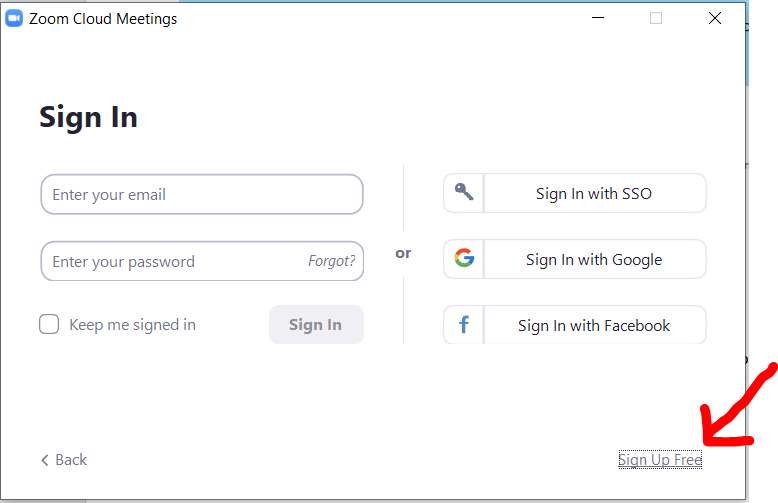 Zoom Cloud Meetings
Sign In
Enter your email
Enter your password Forgot?
Keep me signed in Sign In
or
Sign In with SSO
Sign In with Google
Sign In with Facebook
Back
Sign Up Free